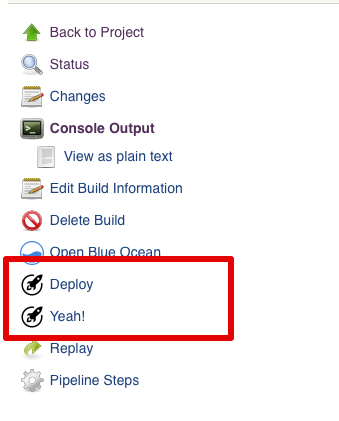 Back to Project
Status
Changes
Console Output
View as plain text
Edit Build Information
Delete Build
Open Blue Ocean
Deploy
Yeah!
Replay
Pipeline Steps